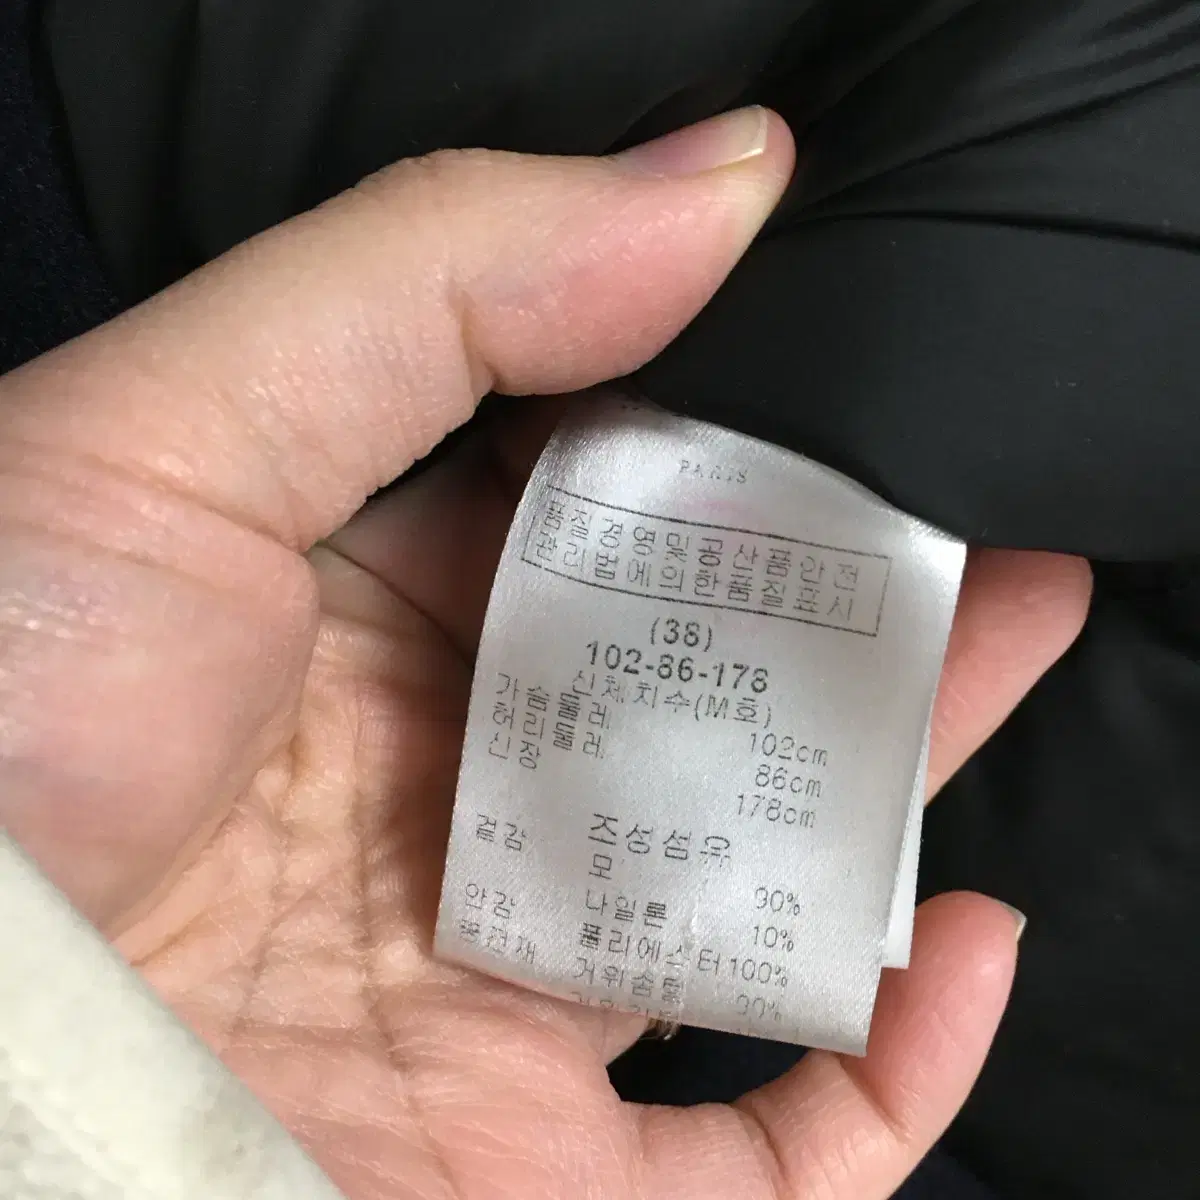 PARIS
품질경영및공산품안전
관리법에의한품질표시
(38)
102-86-178
신체치수(M호)
가슴둘레 102cm
허리둘레 86cm
신장 178cm
조성섬유
겉감 모 90%
나일론 10%
안감 폴리에스터100%
충전재 거위솜털 90%